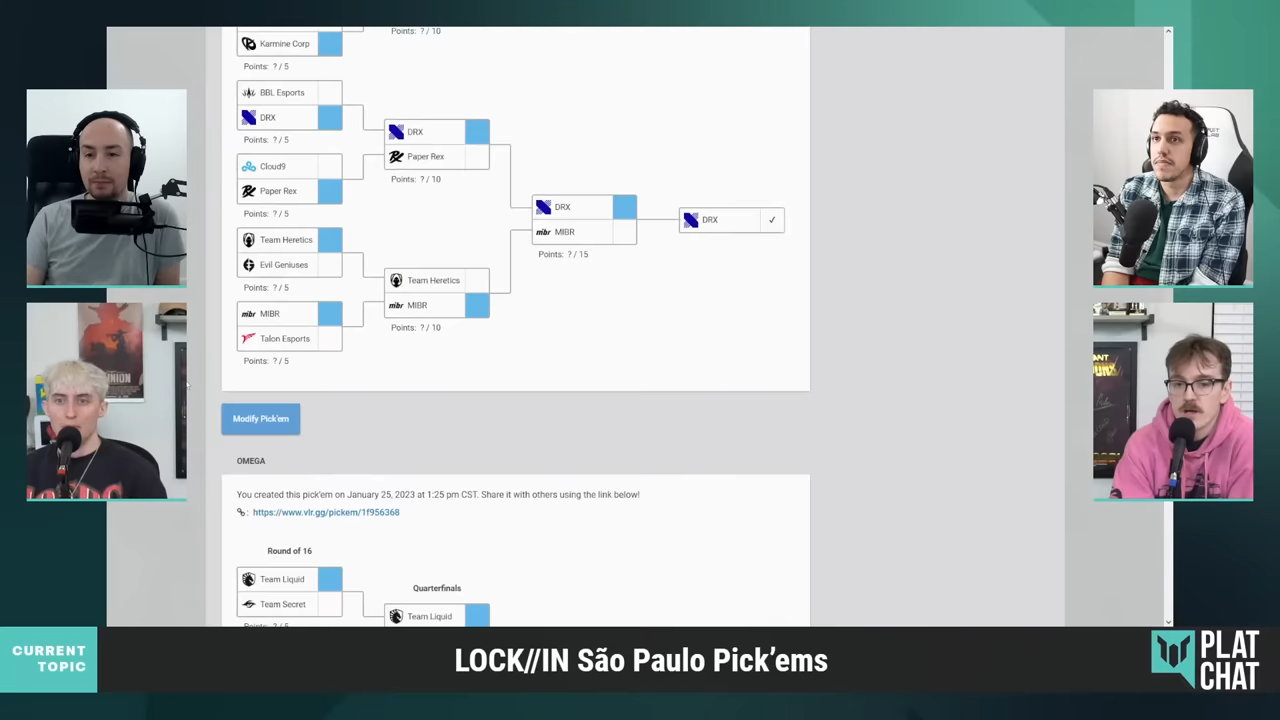 Points: ? / 10
Karmine Corp
Points: ? / 5
BBL Esports
DRX
Points: ? / 5
DRX
Paper Rex
Points: ? / 10
Cloud9
Paper Rex
Points: ? / 5
DRX
MIBR
Points: ? / 15
DRX
Team Heretics
Evil Geniuses
Points: ? / 5
Team Heretics
mibr MIBR
Points: ? / 10
mibr MIBR
Talon Esports
Points: ? / 5
Modify Pick'em
OMEGA
You created this pick'em on January 25, 2023 at 1:25 pm CST. Share it with others using the link below!
: https://www.vlr.gg/pickem/1f956368
Round of 16
Team Liquid
Team Secret
Quarterfinals
Team Liquid
CURRENT
TOPIC
LOCK//IN São Paulo Pick'ems
PLAT
CHAT